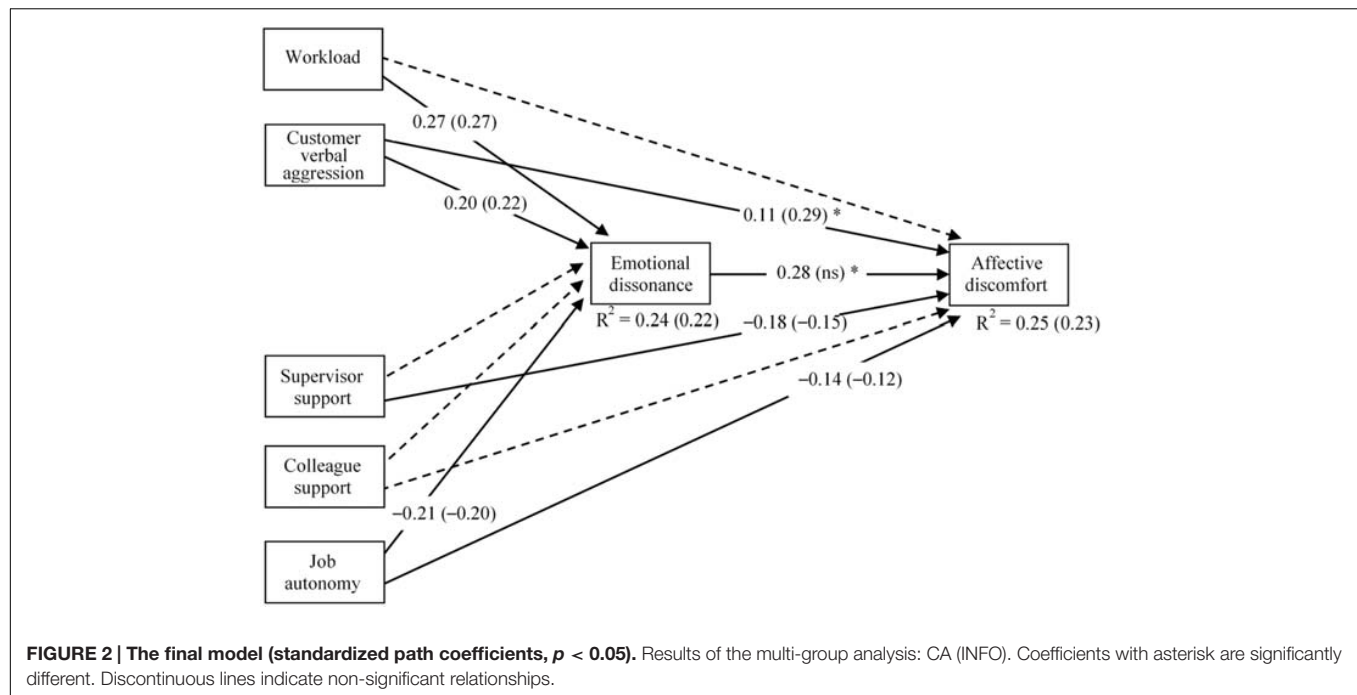 Workload
0.27 (0.27)
Customer
verbal
aggression
0.20 (0.22)
0.11 (0.29) *
Emotional
dissonance
0.28 (ns) *
Affective
discomfort
R² = 0.24 (0.22)
−0.18 (−0.15)
R² = 0.25 (0.23)
−0.14 (−0.12)
Supervisor
support
Colleague
support
−0.21 (−0.20)
Job
autonomy
FIGURE 2 | The final model (standardized path coefficients, p < 0.05). Results of the multi-group analysis: CA (INFO). Coefficients with asterisk are significantly
different. Discontinuous lines indicate non-significant relationships.